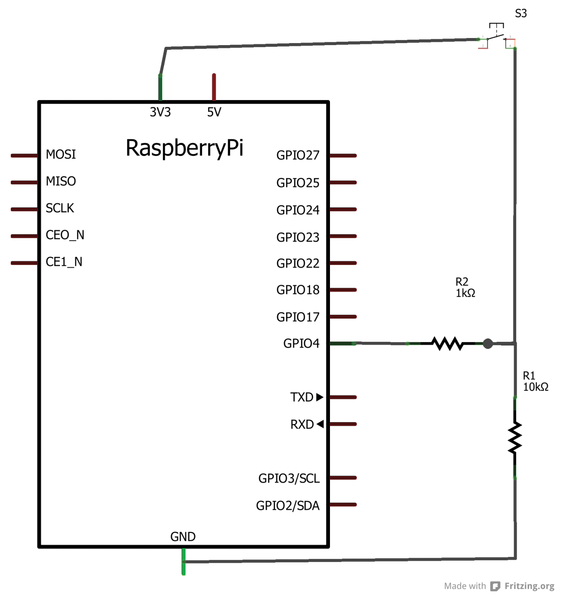 S3
3V3
5V
RaspberryPi
MOSI
MISO
SCLK
CE0_N
CE1_N
GPIO27
GPIO25
GPIO24
GPIO23
GPIO22
GPIO18
GPIO17
GPIO4
TXD
RXD
GPIO3/SCL
GPIO2/SDA
GND
R2
1kΩ
R1
10kΩ
Made with Fritzing.org